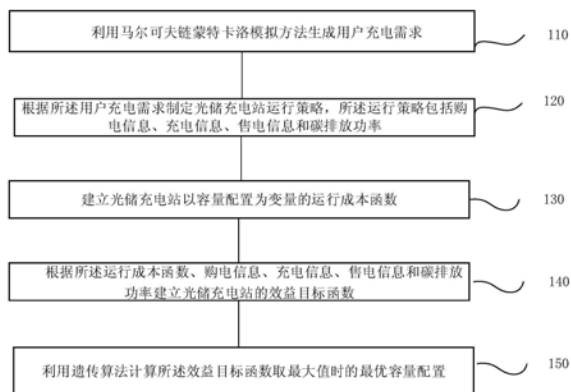 利用马尔可夫链蒙特卡洛模拟方法生成用户充电需求
110
根据所述用户充电需求制定光储充电站运行策略，所述运行策略包括购
电信息、充电信息、售电信息和碳排放功率
120
建立光储充电站以容量配置为变量的运行成本函数
130
根据所述运行成本函数、购电信息、充电信息、售电信息和碳排放
功率建立光储充电站的效益目标函数
140
利用遗传算法计算所述效益目标函数取最大值时的最优容量配置
150